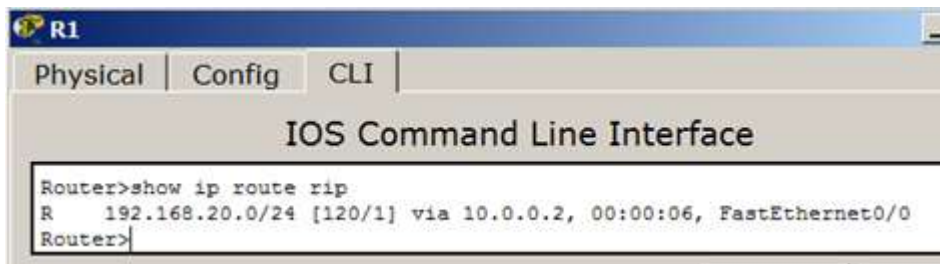 R1
Physical Config CLI
IOS Command Line Interface
Router>show ip route rip
R 192.168.20.0/24 [120/1] via 10.0.0.2, 00:00:06, FastEthernet0/0
Router>